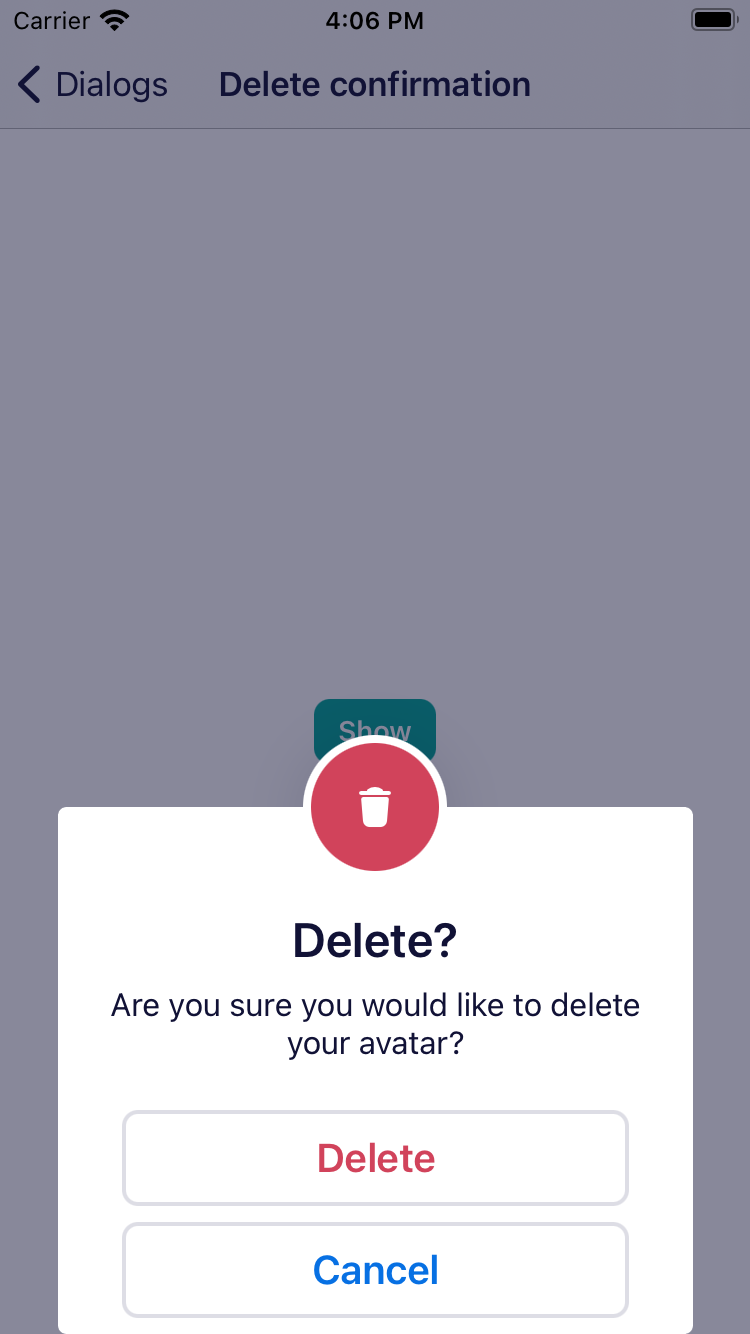 Carrier 4:06 PM
Dialogs Delete confirmation
Show
Delete?
Are you sure you would like to delete
your avatar?
Delete
Cancel